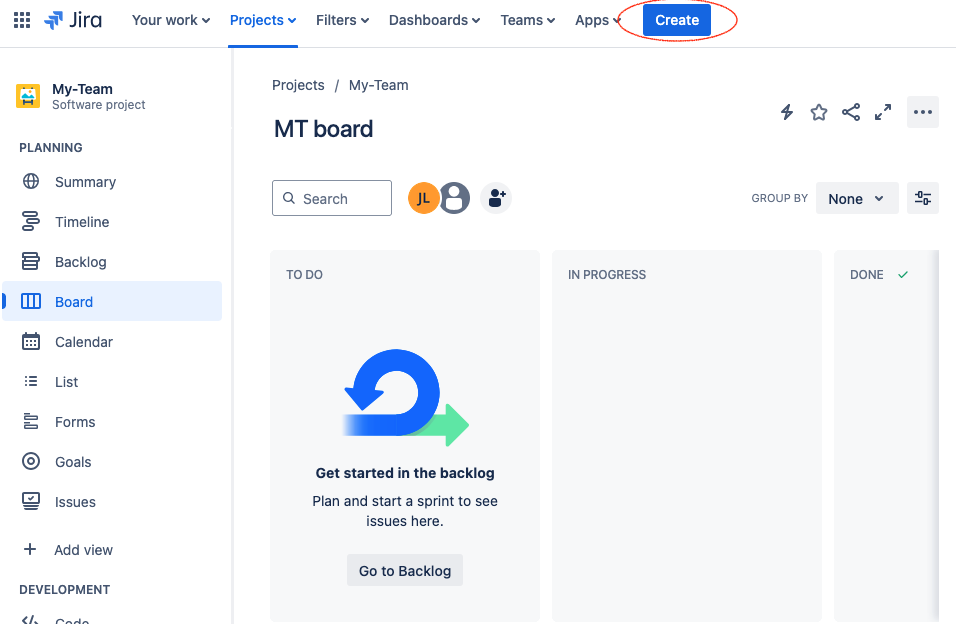 Jira
Your work
Projects
Filters
Dashboards
Teams
Apps
Create
My-Team
Software project
PLANNING
Summary
Timeline
Backlog
Board
Calendar
List
Forms
Goals
Issues
Add view
DEVELOPMENT
Code
Projects / My-Team
MT board
Search
JL
GROUP BY
None
TO DO
Get started in the backlog
Plan and start a sprint to see
issues here.
Go to Backlog
IN PROGRESS
DONE